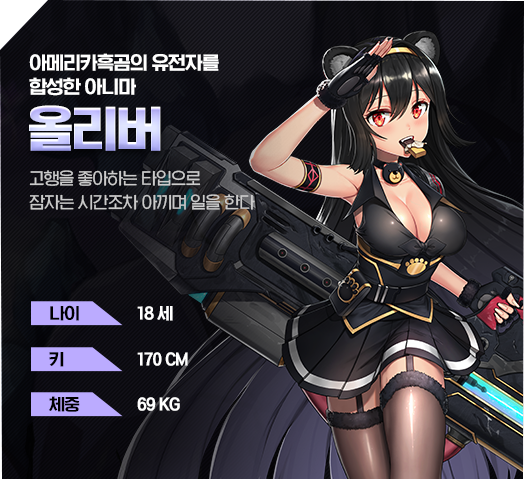 아메리카흑곰의 유전자를
합성한 아니마
올리버
고행을 좋아하는 타입으로
잠자는 시간조차 아끼며 일을 한다
나이 18 세
키 170 CM
체중 69 KG